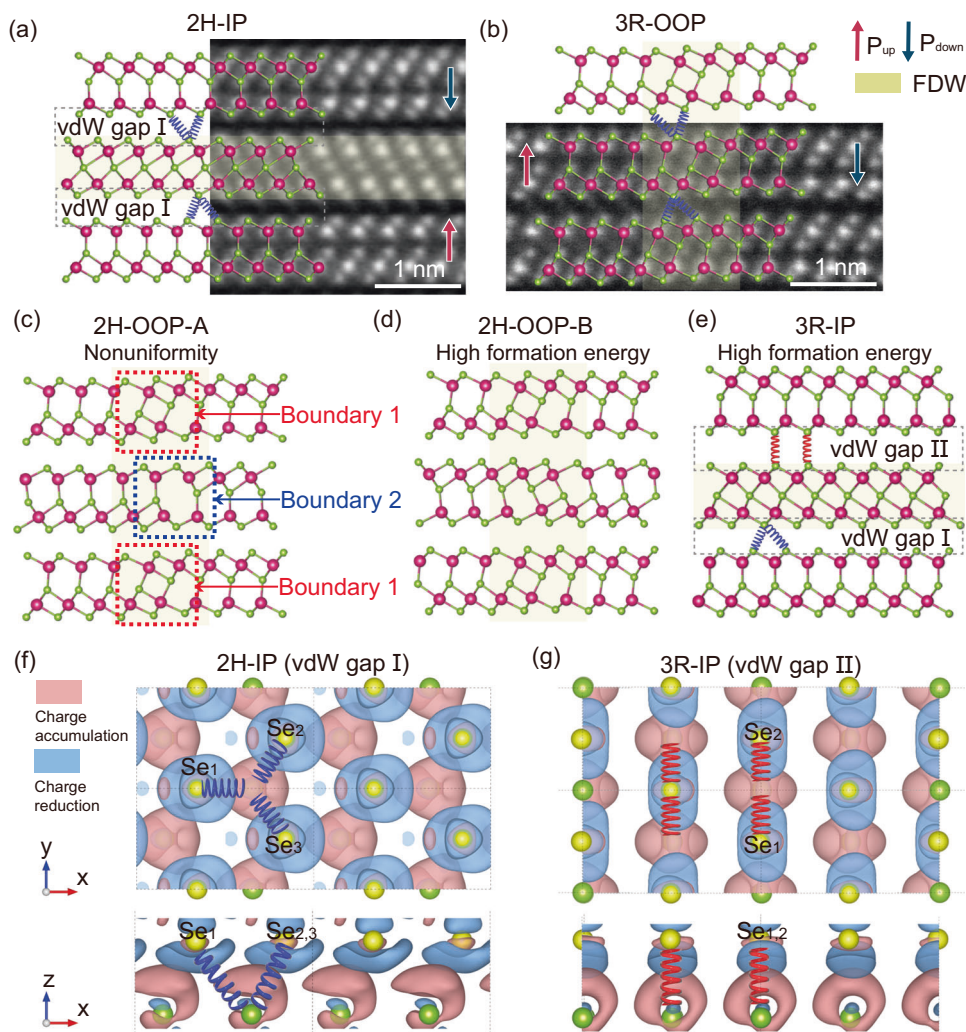 (a)
2H-IP
vdW gap I
vdW gap I
1 nm
(b)
3R-OOP
1 nm
Pup
Pdown
FDW
(c)
2H-OOP-A
Nonuniformity
Boundary 1
Boundary 2
Boundary 1
(d)
2H-OOP-B
High formation energy
(e)
3R-IP
High formation energy
vdW gap II
vdW gap I
(f)
2H-IP (vdW gap I)
Charge
accumulation
Charge
reduction
Se2
Se1
Se3
y
x
Se1
Se2,3
z
x
(g)
3R-IP (vdW gap II)
Se2
Se1
Se1,2